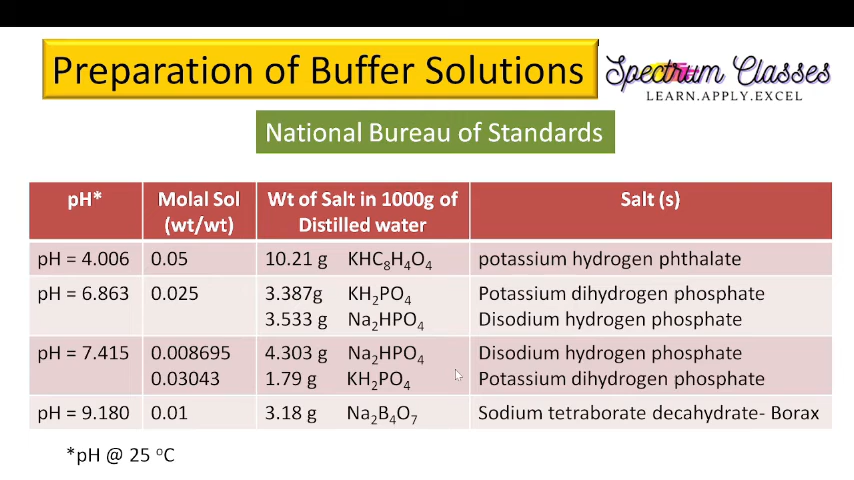 Preparation of Buffer Solutions
Spectrum Classes
LEARN.APPLY.EXCEL
National Bureau of Standards
pH* Molal Sol (wt/wt) Wt of Salt in 1000g of Distilled water Salt (s)
pH = 4.006 0.05 10.21 g KHC₈H₄O₄ potassium hydrogen phthalate
pH = 6.863 0.025 3.387g KH₂PO₄ Potassium dihydrogen phosphate
3.533 g Na₂HPO₄ Disodium hydrogen phosphate
pH = 7.415 0.008695 4.303 g Na₂HPO₄ Disodium hydrogen phosphate
0.03043 1.79 g KH₂PO₄ Potassium dihydrogen phosphate
pH = 9.180 0.01 3.18 g Na₂B₄O₇ Sodium tetraborate decahydrate- Borax
*pH @ 25 °C